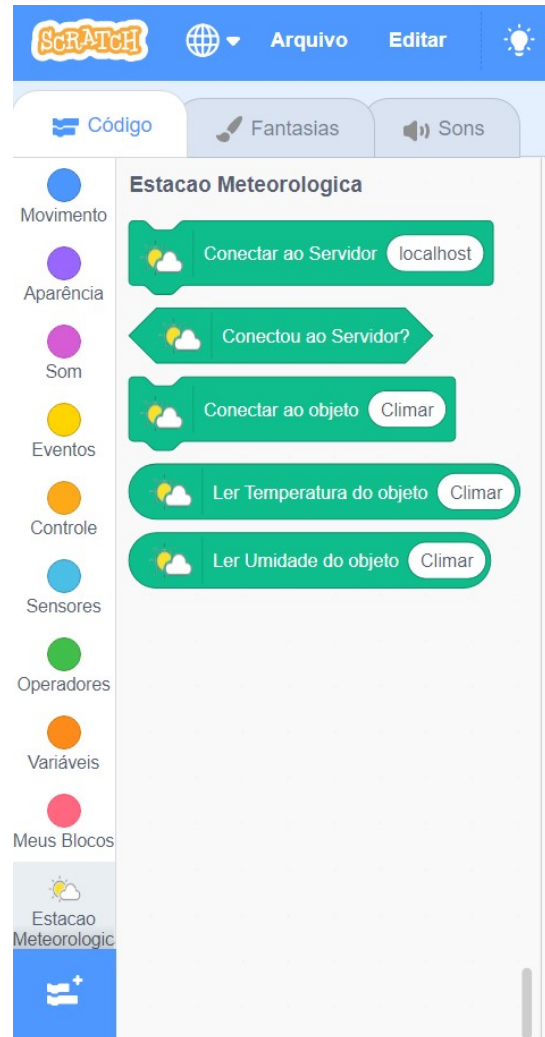 SCRATCH Arquivo Editar
Código Fantasias Sons
Movimento
Aparência
Som
Eventos
Controle
Sensores
Operadores
Variáveis
Meus Blocos
Estacao
Meteorologic
Estacao Meteorologica
Conectar ao Servidor localhost
Conectou ao Servidor?
Conectar ao objeto Climar
Ler Temperatura do objeto Climar
Ler Umidade do objeto Climar